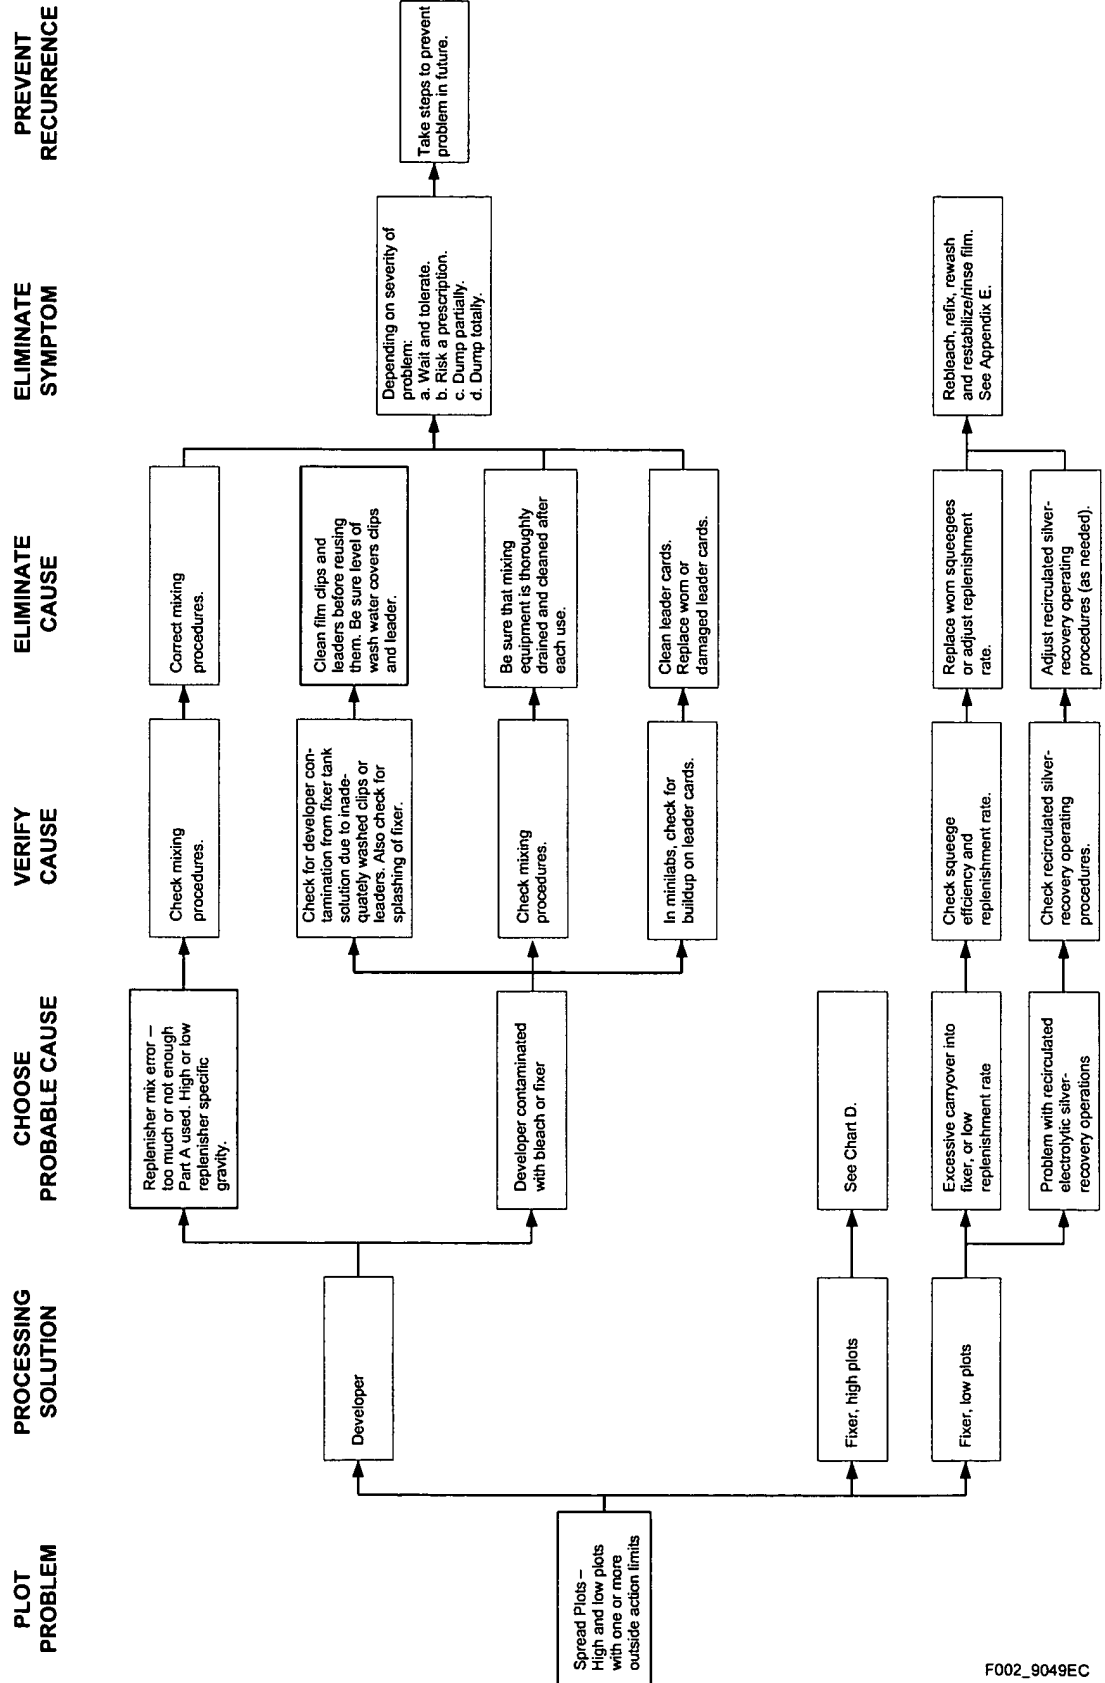 PLOT
PROBLEM
PROCESSING
SOLUTION
CHOOSE
PROBABLE CAUSE
VERIFY
CAUSE
ELIMINATE
CAUSE
ELIMINATE
SYMPTOM
PREVENT
RECURRENCE
Spread Plots –
High and low plots
with one or more
outside action limits
Developer
Fixer, high plots
Fixer, low plots
Replenisher mix error –
too much or not enough
Part A used. High or low
replenisher specific
gravity.
Developer contaminated
with bleach or fixer
See Chart D.
Excessive carryover into
fixer, or low
replenishment rate
Problem with recirculated
electrolytic silver-
recovery operations
Check mixing
procedures.
Check for developer con-
tamination from fixer tank
solution due to inade-
quately washed clips or
leaders. Also check for
splashing of fixer.
Check mixing
procedures.
In minilabs, check for
buildup on leader cards.
Check squeege
efficiency and
replenishment rate.
Check recirculated silver-
recovery operating
procedures.
Correct mixing
procedures.
Clean film clips and
leaders before reusing
them. Be sure level of
wash water covers clips
and leader.
Be sure that mixing
equipment is thoroughly
drained and cleaned after
each use.
Clean leader cards.
Replace worn or
damaged leader cards.
Replace worn squeegees
or adjust replenishment
rate.
Adjust recirculated silver-
recovery operating
procedures (as needed).
Depending on severity of
problem:
a. Wait and tolerate.
b. Risk a prescription.
c. Dump partially.
d. Dump totally.
Rebleach, refix, rewash
and restabilize/rinse film.
See Appendix E.
Take steps to prevent
problem in future.
F002_9049EC